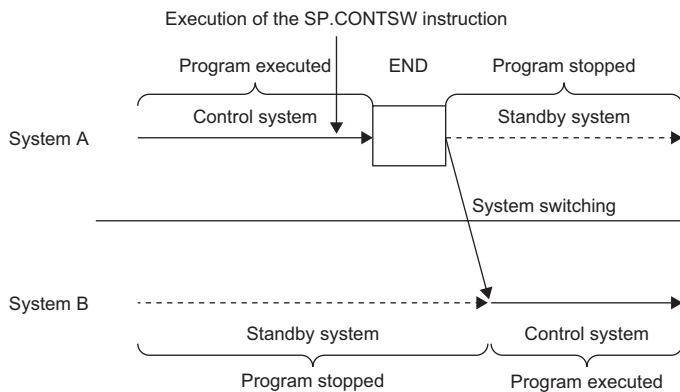 Execution of the SP.CONTSW instruction
Program executed
END
Program stopped
Control system
Standby system
System A
System switching
System B
Standby system
Control system
Program stopped
Program executed